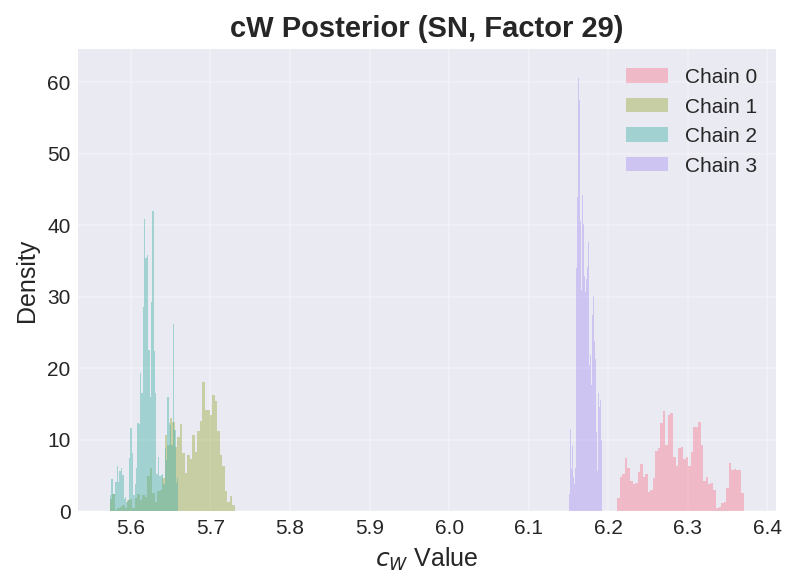 cW Posterior (SN, Factor 29)
Chain 0
Chain 1
Chain 2
Chain 3
Density
60
50
40
30
20
10
0
5.6 5.7 5.8 5.9 6.0 6.1 6.2 6.3 6.4
c_W Value